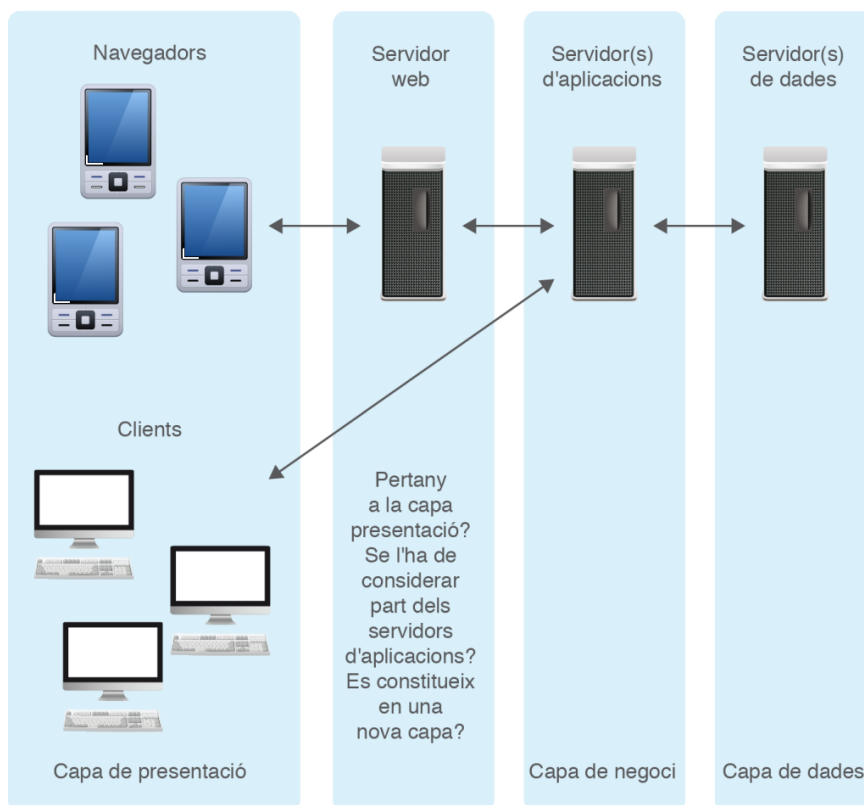 Navegadors
Servidor
web
Servidor(s)
d'aplicacions
Servidor(s)
de dades
Clients
Pertany
a la capa
presentació?
Se l'ha de
considerar
part dels
servidors
d'aplicacions?
Es constitueix
en una
nova capa?
Capa de presentació
Capa de negoci
Capa de dades